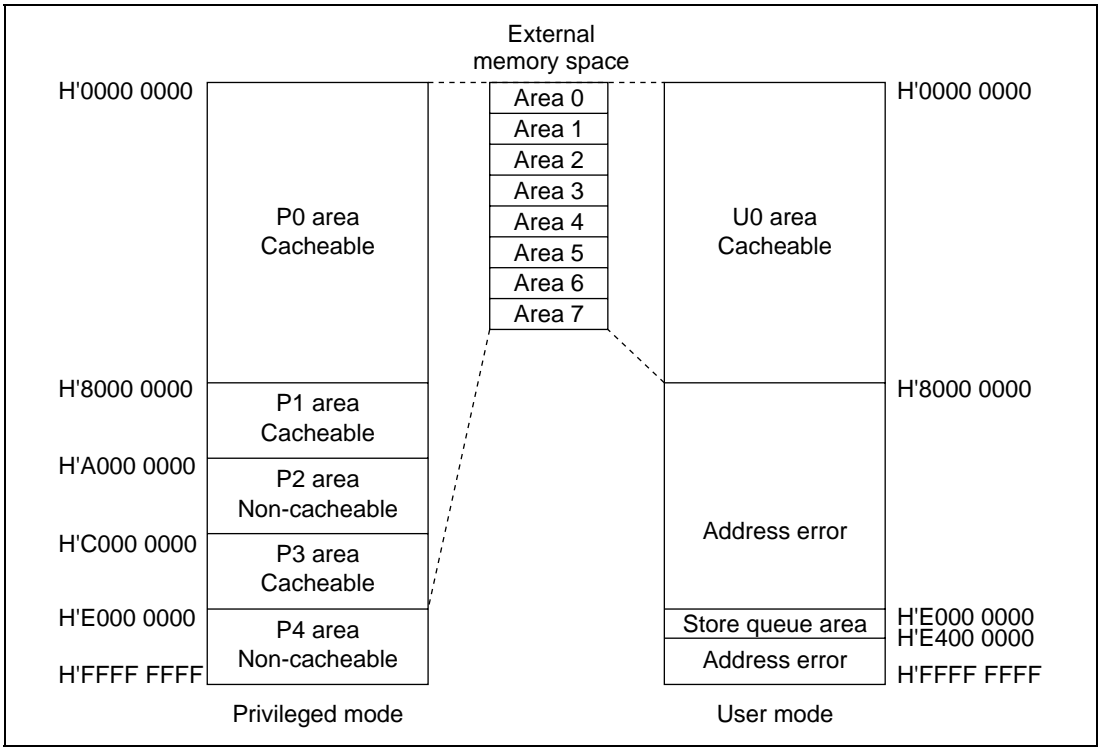 External
memory space
H'0000 0000
Area 0
H'0000 0000
Area 1
Area 2
Area 3
P0 area
Cacheable
Area 4
U0 area
Cacheable
Area 5
Area 6
Area 7
H'8000 0000
H'8000 0000
P1 area
Cacheable
H'A000 0000
P2 area
Non-cacheable
H'C000 0000
Address error
P3 area
Cacheable
H'E000 0000
Store queue area
H'E000 0000
H'E400 0000
P4 area
Non-cacheable
Address error
H'FFFF FFFF
H'FFFF FFFF
Privileged mode
User mode